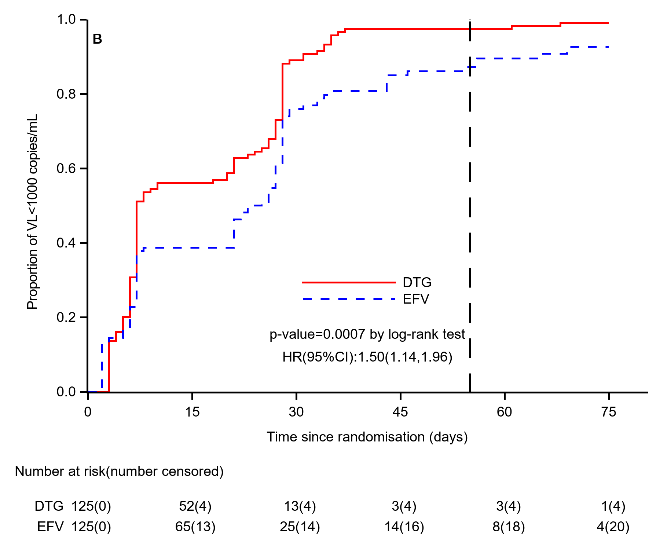 B
1.0
0.8
0.6
0.4
0.2
0.0
Proportion of VL<1000 copies/mL
DTG
EFV
p-value=0.0007 by log-rank test
HR(95%CI):1.50(1.14,1.96)
0 15 30 45 60 75
Time since randomisation (days)
Number at risk(number censored)
DTG 125(0) 52(4) 13(4) 3(4) 3(4) 1(4)
EFV 125(0) 65(13) 25(14) 14(16) 8(18) 4(20)